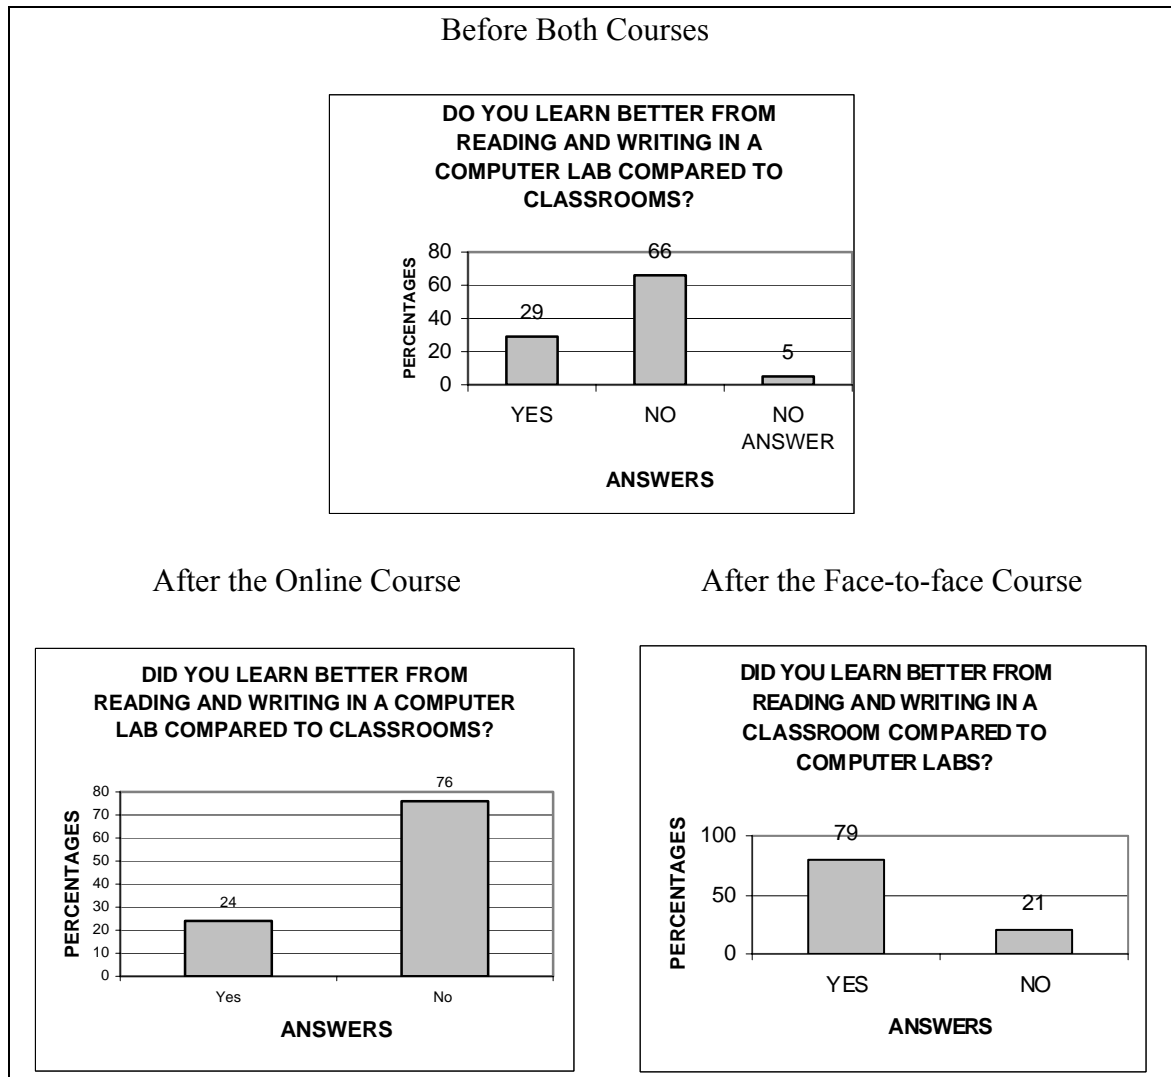 Before Both Courses
DO YOU LEARN BETTER FROM
READING AND WRITING IN A
COMPUTER LAB COMPARED TO
CLASSROOMS?
PERCENTAGES
80
60
40
20
0
29
66
5
YES
NO
NO
ANSWER
ANSWERS
After the Online Course
DID YOU LEARN BETTER FROM
READING AND WRITING IN A COMPUTER
LAB COMPARED TO CLASSROOMS?
PERCENTAGES
80
70
60
50
40
30
20
10
0
24
76
Yes
No
ANSWERS
After the Face-to-face Course
DID YOU LEARN BETTER FROM
READING AND WRITING IN A
CLASSROOM COMPARED TO
COMPUTER LABS?
PERCENTAGES
100
50
0
79
21
YES
NO
ANSWERS